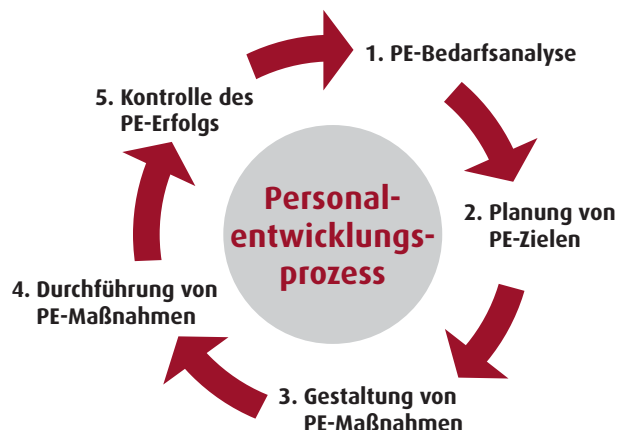 1. PE-Bedarfsanalyse
2. Planung von
PE-Zielen
3. Gestaltung von
PE-Maßnahmen
4. Durchführung von
PE-Maßnahmen
5. Kontrolle des
PE-Erfolgs
Personal-
entwicklungs-
prozess